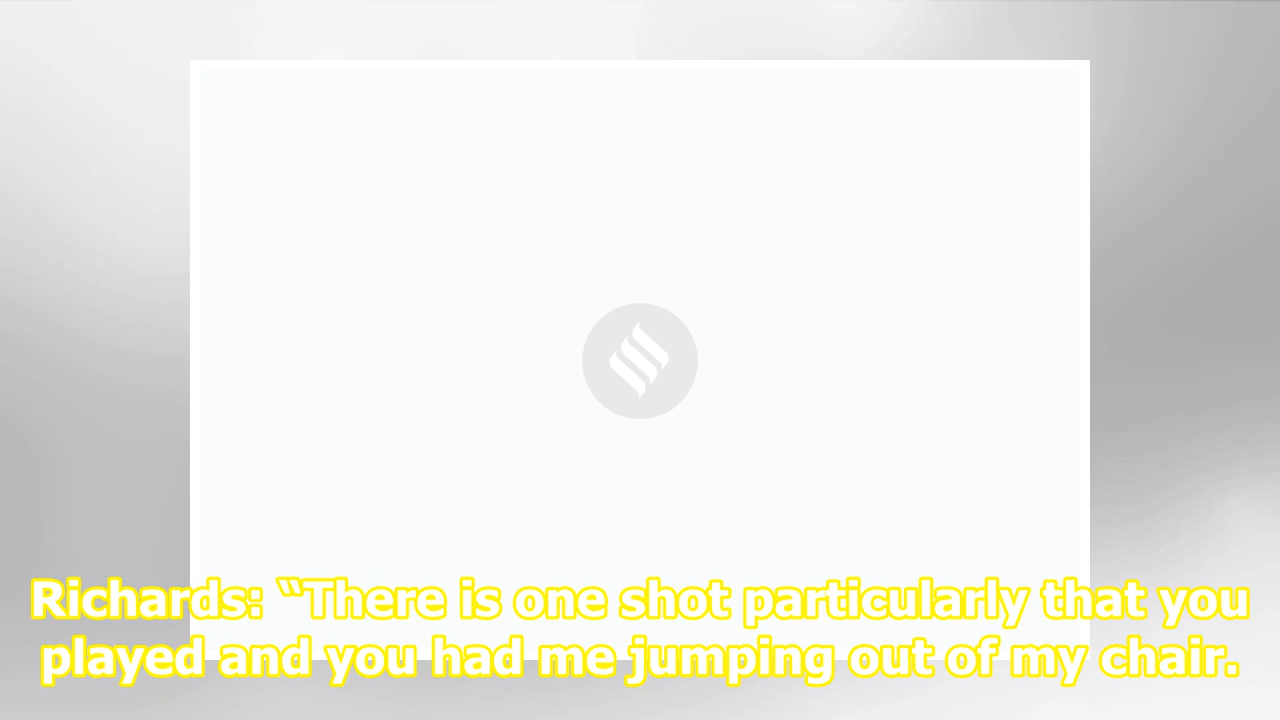 Richards: “There is one shot particularly that you
played and you had me jumping out of my chair.